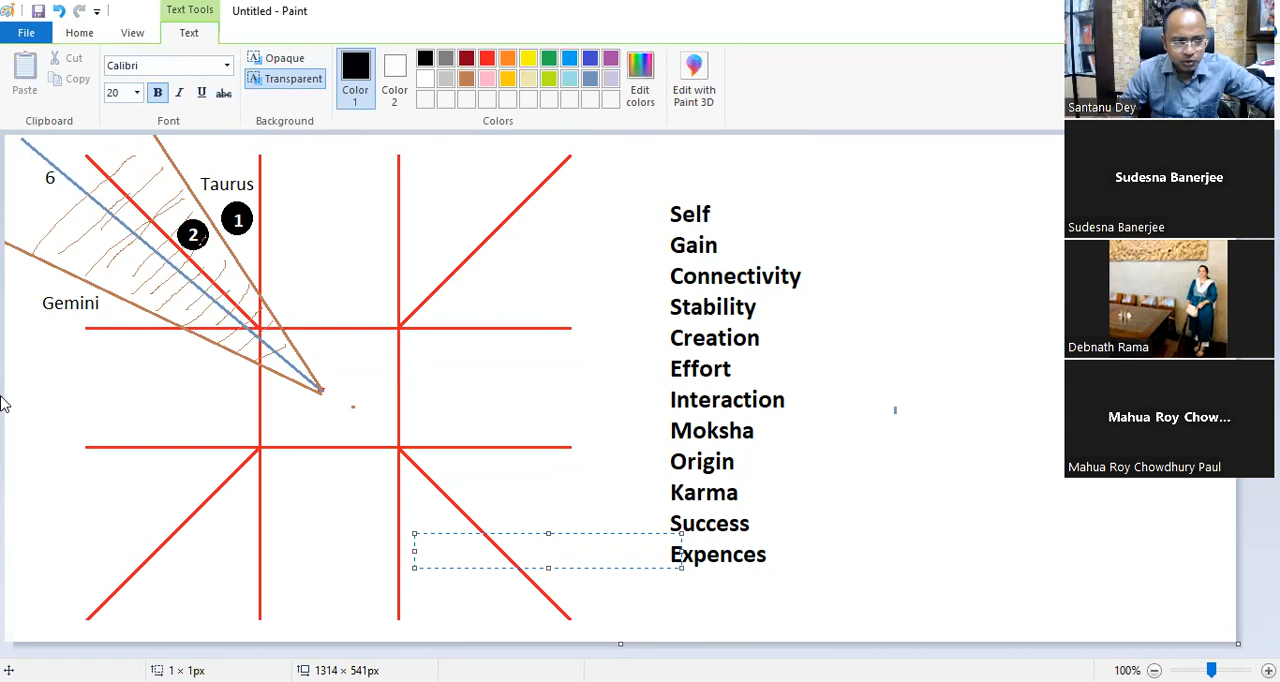 Text Tools
Untitled - Paint
File
Home
View
Text
Paste
Cut
Copy
Clipboard
Calibri
20
B
I
U
abc
Font
Opaque
Transparent
Background
Color
1
Color
2
Edit
colors
Edit with
Paint 3D
Colors
6
Taurus
1
2
Gemini
Self
Gain
Connectivity
Stability
Creation
Effort
Interaction
Moksha
Origin
Karma
Success
Expences
Santanu Dey
Sudesna Banerjee
Sudesna Banerjee
Debnath Rama
Mahua Roy Chow...
Mahua Roy Chowdhury Paul
1 × 1px
1314 × 541px
100%